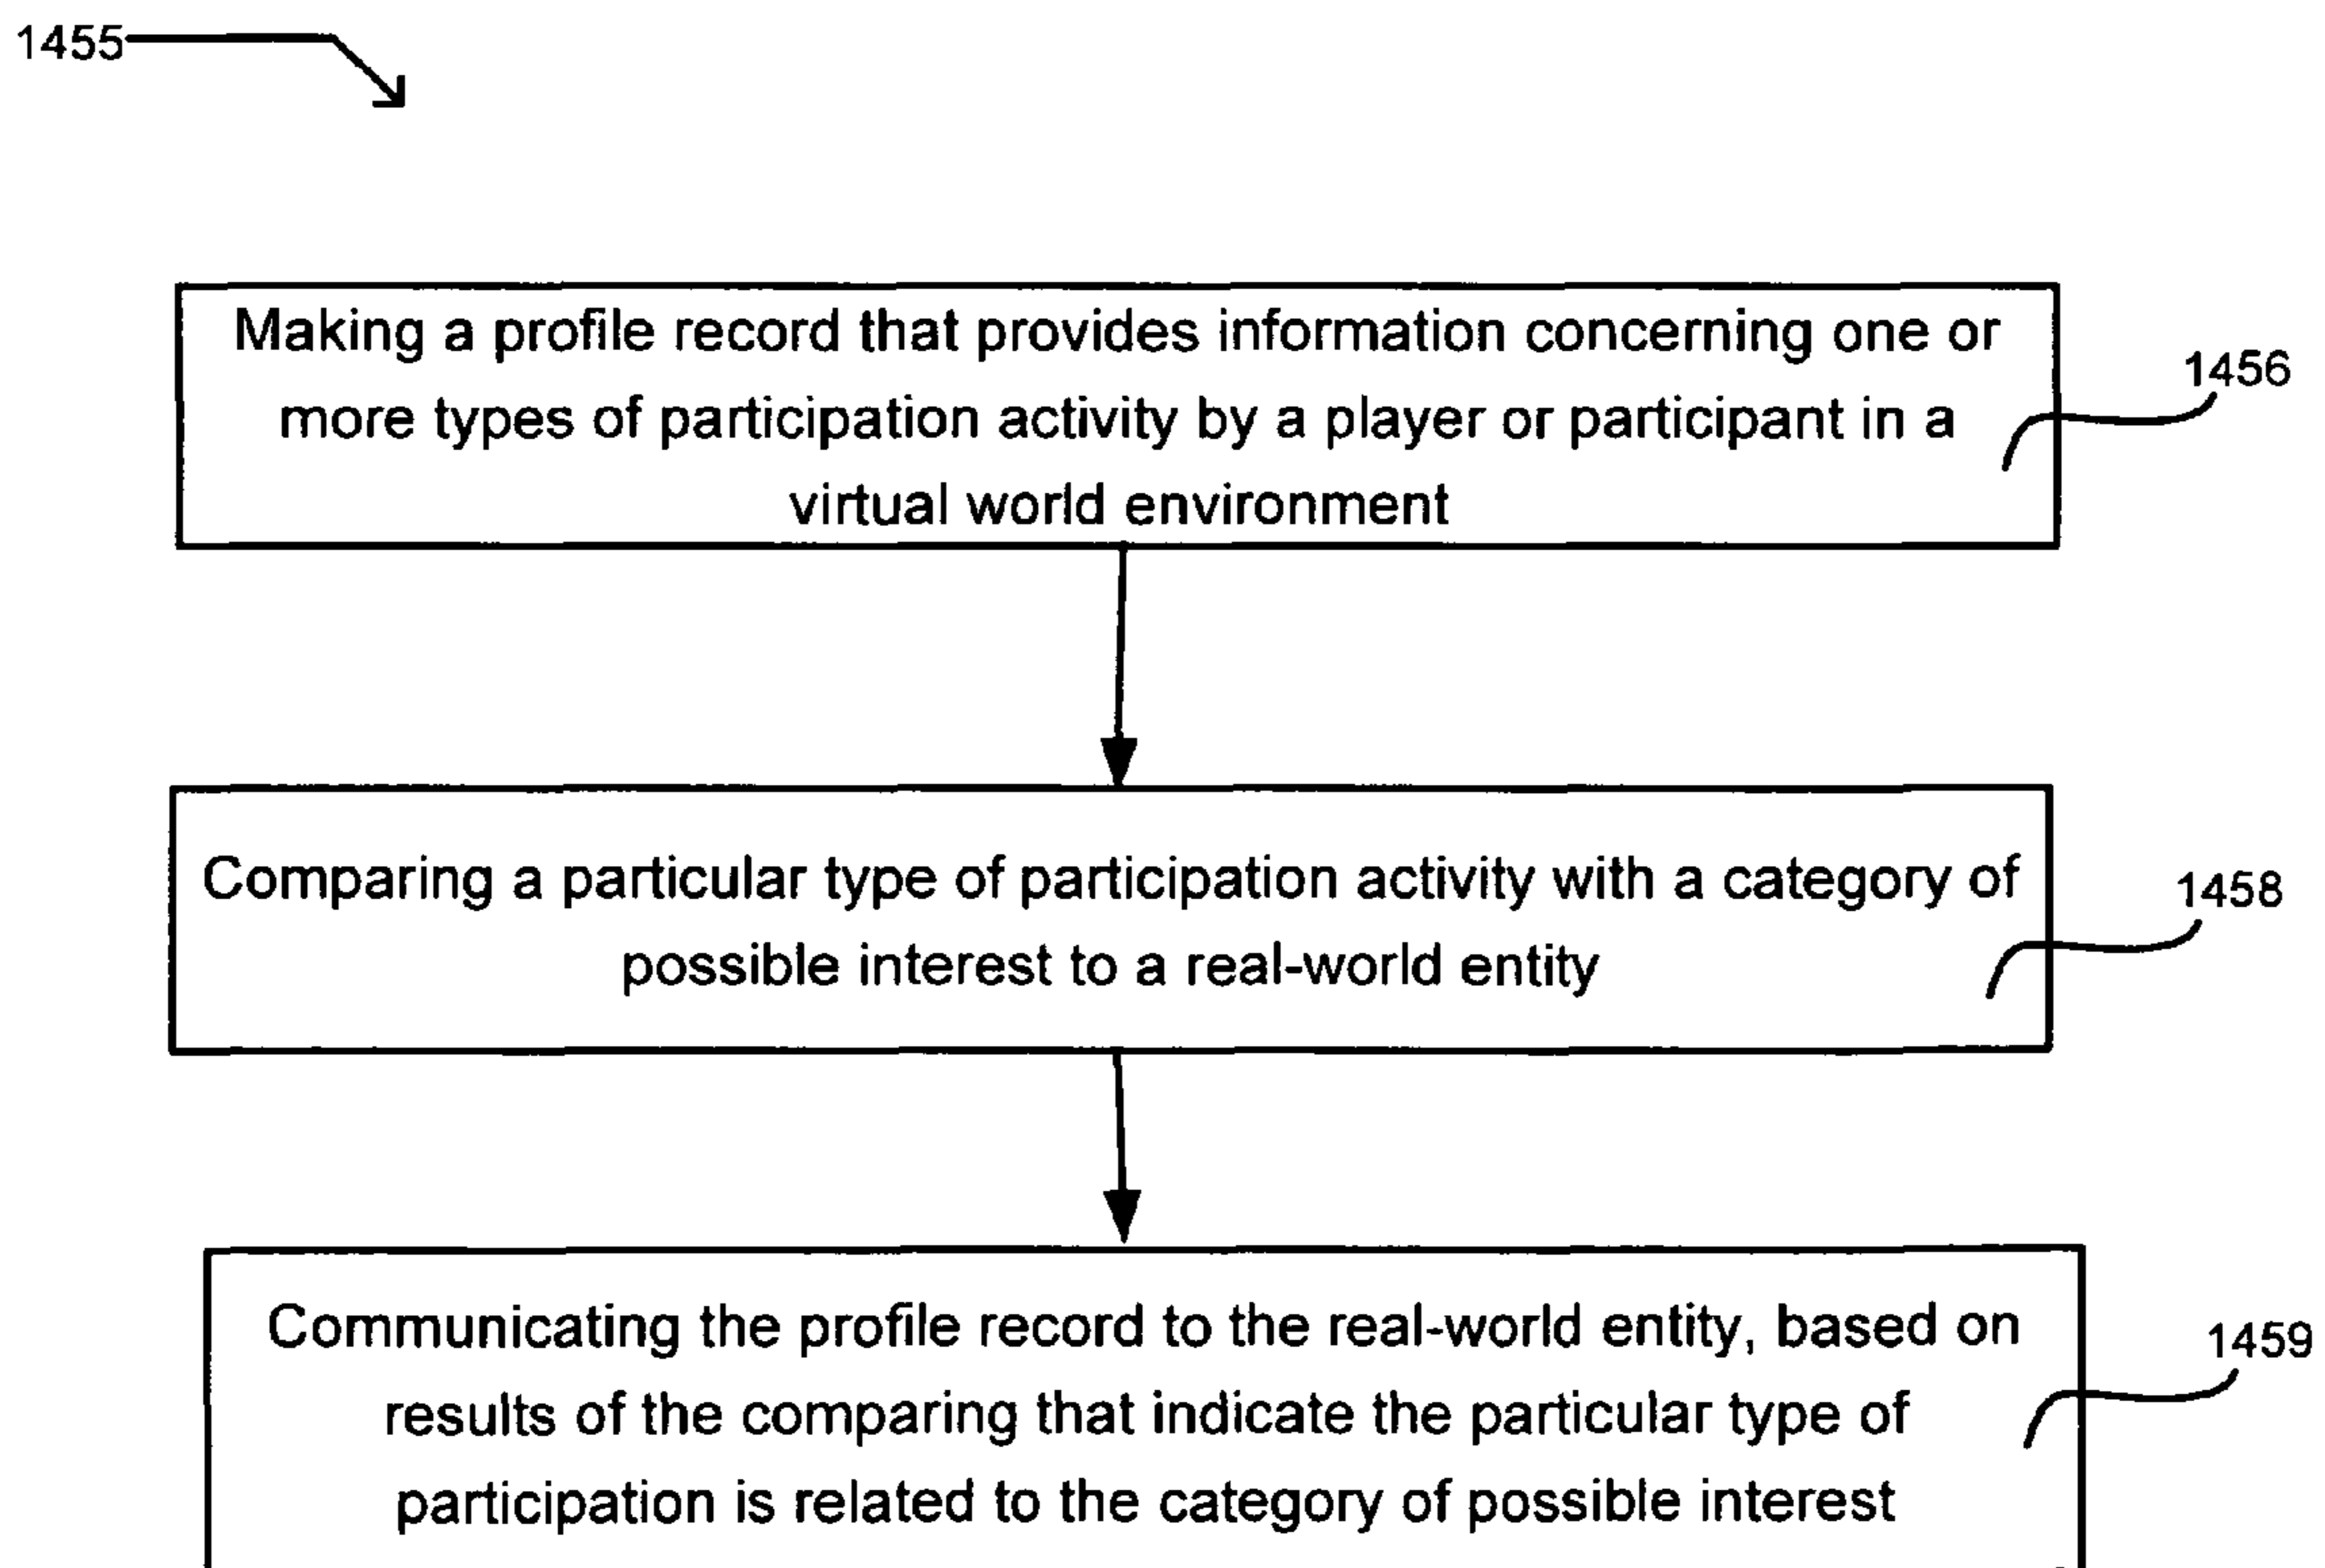 1455
Making a profile record that provides information concerning one or
more types of participation activity by a player or participant in a
virtual world environment
1456
Comparing a particular type of participation activity with a category of
possible interest to a real-world entity
1458
Communicating the profile record to the real-world entity, based on
results of the comparing that indicate the particular type of
participation is related to the category of possible interest
1459